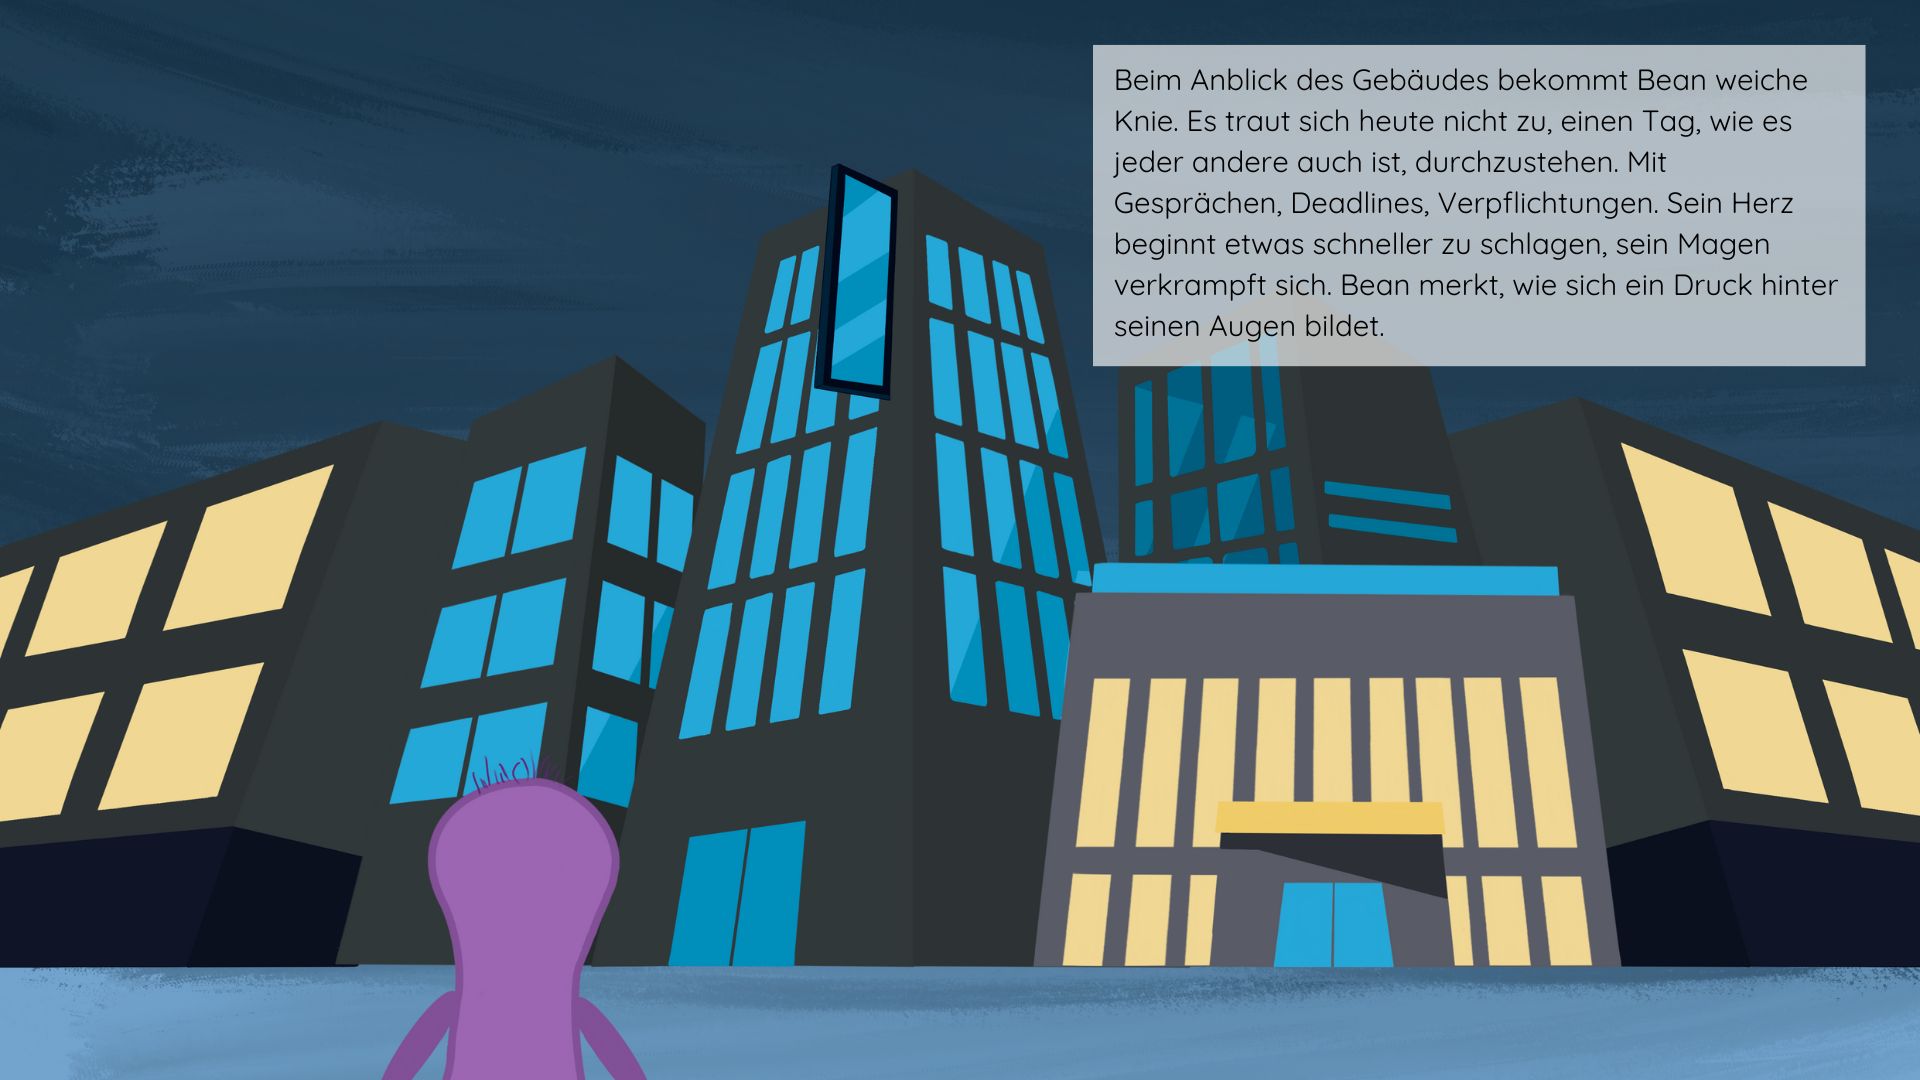 Beim Anblick des Gebäudes bekommt Bean weiche
Knie. Es traut sich heute nicht zu, einen Tag, wie es
jeder andere auch ist, durchzustehen. Mit
Gesprächen, Deadlines, Verpflichtungen. Sein Herz
beginnt etwas schneller zu schlagen, sein Magen
verkrampft sich. Bean merkt, wie sich ein Druck hinter
seinen Augen bildet.